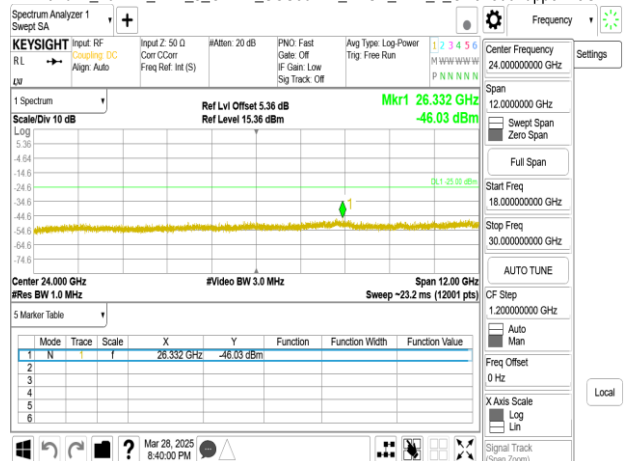 Spectrum Analyzer 1
Swept SA
+
Frequency
Settings
KEYSIGHT
RL
LXI
Input: RF
Coupling: DC
Align: Auto
Input Z: 50 Ω
Corr CCorr
Freq Ref: Int (S)
#Atten: 20 dB
PNO: Fast
Gate: Off
IF Gain: Low
Sig Track: Off
Avg Type: Log-Power
Trig: Free Run
1 2 3 4 5 6
M W W W W W
P N N N N N
1 Spectrum
Scale/Div 10 dB
Ref Lvl Offset 5.36 dB
Ref Level 15.36 dBm
Mkr1 26.332 GHz
-46.03 dBm
Log
5.36
-4.64
-14.6
-24.6
-34.6
-44.6
-54.6
-64.6
-74.6
DL1 -25.00 dBm
1
Center 24.000 GHz
#Video BW 3.0 MHz
Span 12.00 GHz
#Res BW 1.0 MHz
Sweep ~23.2 ms (12001 pts)
5 Marker Table
Mode Trace Scale X Y Function Function Width Function Value
1 N 1 f 26.332 GHz -46.03 dBm
2
3
4
5
6
Center Frequency
24.000000000 GHz
Span
12.0000000 GHz
Swept Span
Zero Span
Full Span
Start Freq
18.000000000 GHz
Stop Freq
30.000000000 GHz
AUTO TUNE
CF Step
1.200000000 GHz
Auto
Man
Freq Offset
0 Hz
X Axis Scale
Log
Lin
Signal Track
(Span Zoom)
Local
?
Mar 28, 2025
8:40:00 PM